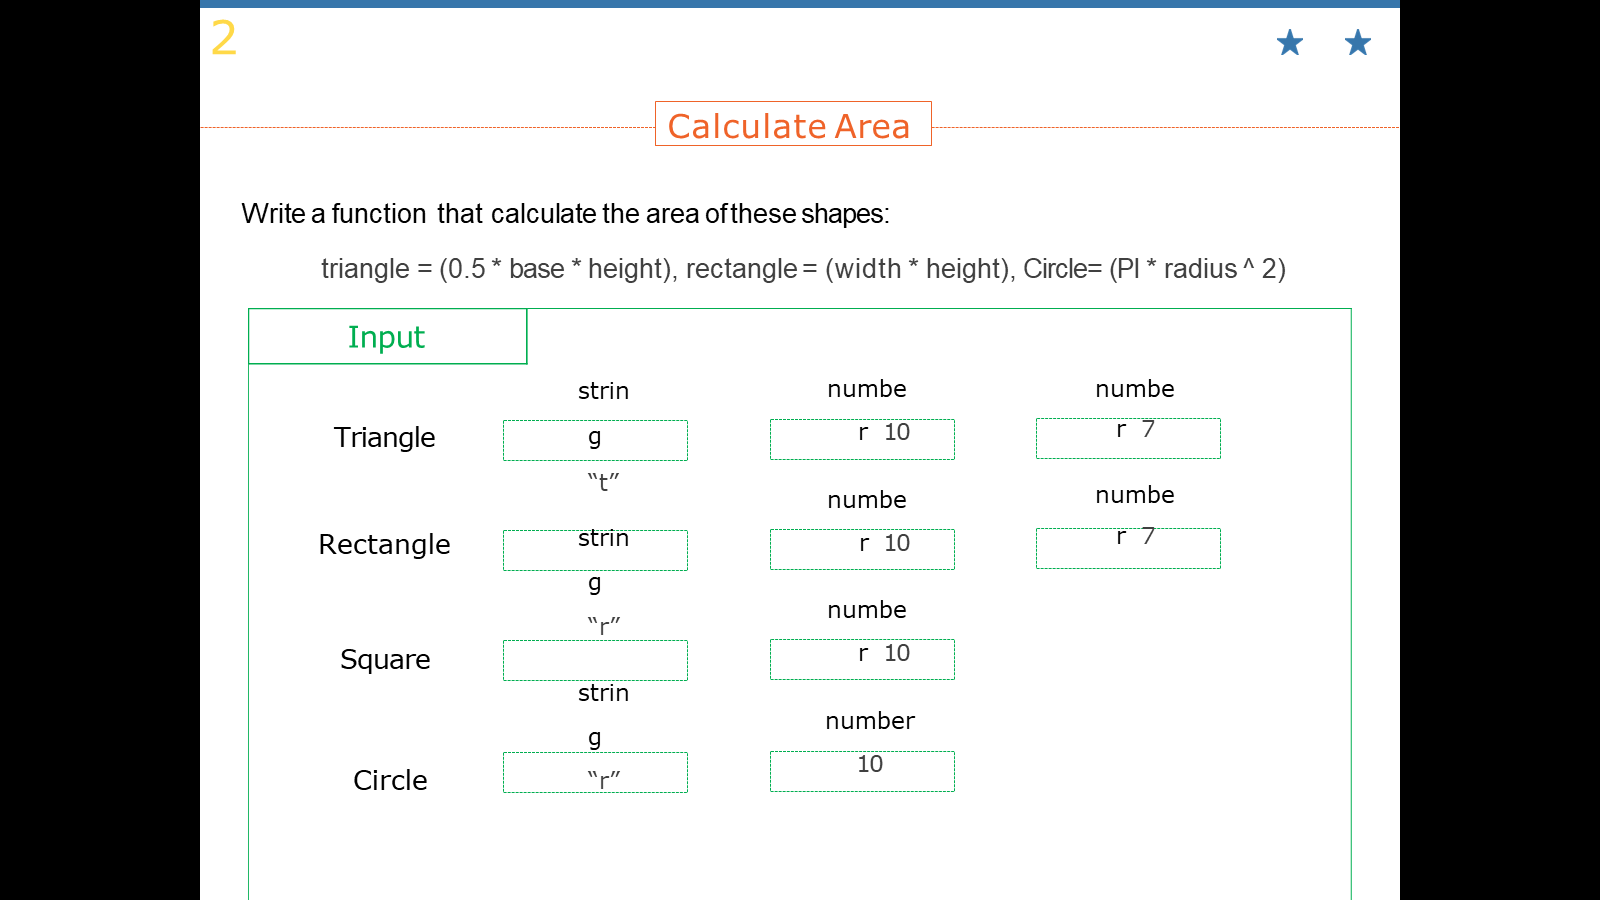 2
Calculate Area
Write a function that calculate the area of these shapes:
triangle = (0.5 * base * height), rectangle = (width * height), Circle= (PI * radius ^ 2)
Input
Triangle
strin
g
“t”
numbe
r 10
numbe
r 7
Rectangle
strin
g
“r”
numbe
r 10
numbe
r 7
Square
strin
g
“r”
numbe
r 10
Circle
number
10